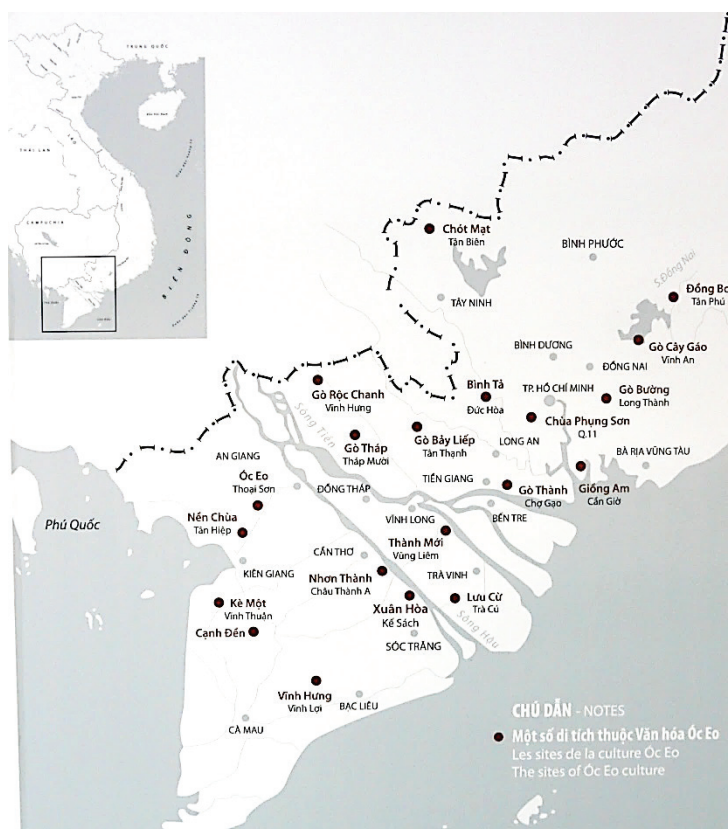 TRUNG QUỐC
LÀO
THÁI LAN
CAMPUCHIA
BIỂN ĐÔNG
Chót Mạt
Tân Biên
BÌNH PHƯỚC
S.Đồng Nai
TÂY NINH
Đồng Bơ
Tân Phú
BÌNH DƯƠNG
Gò Cây Gáo
Vĩnh An
ĐỒNG NAI
Gò Rộc Chanh
Vĩnh Hưng
Bình Tả
Đức Hòa
TP. HỒ CHÍ MINH
Gò Bường
Long Thành
Sông Tiền
Chùa Phụng Sơn
Q.11
Gò Tháp
Tháp Mười
Gò Bảy Liếp
Tân Thạnh
LONG AN
BÀ RỊA VŨNG TÀU
AN GIANG
Óc Eo
Thoại Sơn
ĐỒNG THÁP
TIỀN GIANG
Gò Thành
Chợ Gạo
Giồng Am
Cần Giờ
Phú Quốc
Nền Chùa
Tân Hiệp
VĨNH LONG
BẾN TRE
Thành Mới
Vũng Liêm
CẦN THƠ
KIÊN GIANG
Nhơn Thành
Châu Thành A
TRÀ VINH
Kè Một
Vĩnh Thuận
Xuân Hòa
Kế Sách
Lưu Cừ
Trà Cú
Cạnh Đền
SÓC TRĂNG
Sông Hậu
Vĩnh Hưng
Vĩnh Lợi
BẠC LIÊU
CÀ MAU
CHÚ DẪN - NOTES
Một số di tích thuộc Văn hóa Óc Eo
Les sites de la culture Óc Eo
The sites of Óc Eo culture